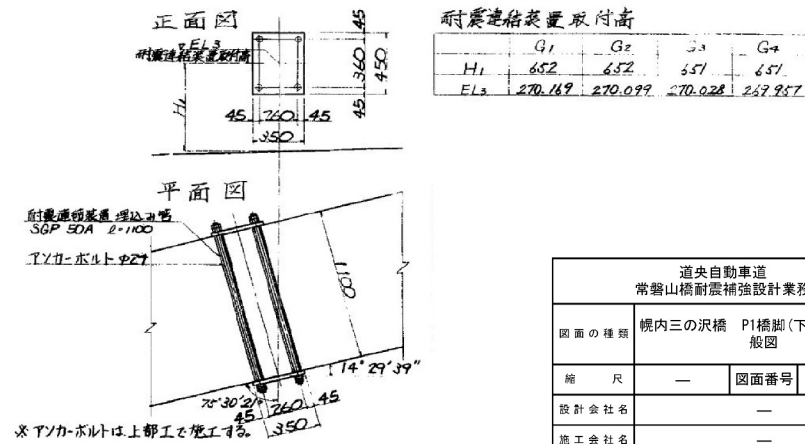 正面図
EL3
耐震連結装置取付高
H1
45
360
45
450
45 260 45
350
耐震連結装置取付高
G1 G2 G3 G4
H1 652 652 651 651
EL3 270.169 270.099 270.028 269.957
平面図
耐震連結装置 埋込み管
SGP 50A ℓ=1100
アンカーボルト φ24
1100
14°29'39"
75°30'21"
45 260 45
350
※アンカーボルトは上部工で施工する。
道央自動車道
常磐山橋耐震補強設計業務
図面の種類 幌内三の沢橋 P1橋脚(下
般図
縮 尺 ― 図面番号
設計会社名 ―
施工会社名 ―